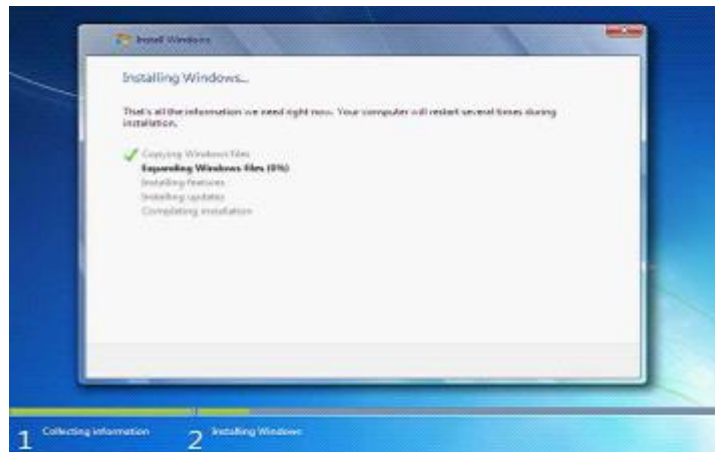 Install Windows
Installing Windows...
That's all the information we need right now. Your computer will restart several times during
installation.
Copying Windows files
Expanding Windows files (0%)
Installing features
Installing updates
Completing installation
1 Collecting information
2 Installing Windows